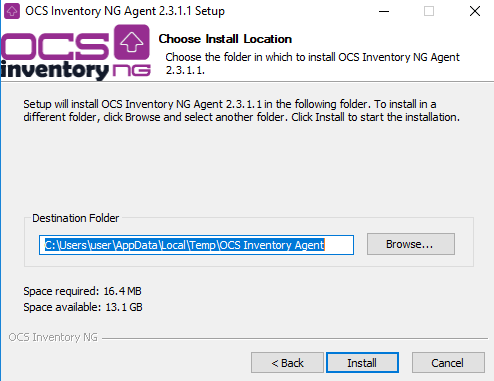 OCS Inventory NG Agent 2.3.1.1 Setup
OCS
inventory NG
Choose Install Location
Choose the folder in which to install OCS Inventory NG Agent
2.3.1.1.
Setup will install OCS Inventory NG Agent 2.3.1.1 in the following folder. To install in a
different folder, click Browse and select another folder. Click Install to start the installation.
Destination Folder
C:\Users\user\AppData\Local\Temp\OCS Inventory Agent
Browse...
Space required: 16.4 MB
Space available: 13.1 GB
OCS Inventory NG
< Back Install Cancel